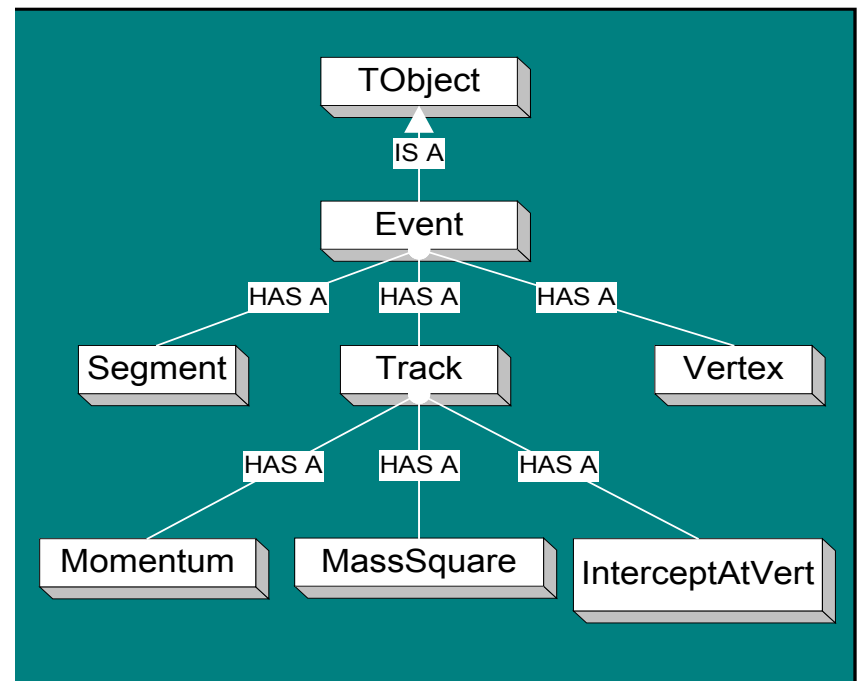 TObject
IS A
Event
HAS A HAS A HAS A
Segment Track Vertex
HAS A HAS A HAS A
Momentum MassSquare InterceptAtVert